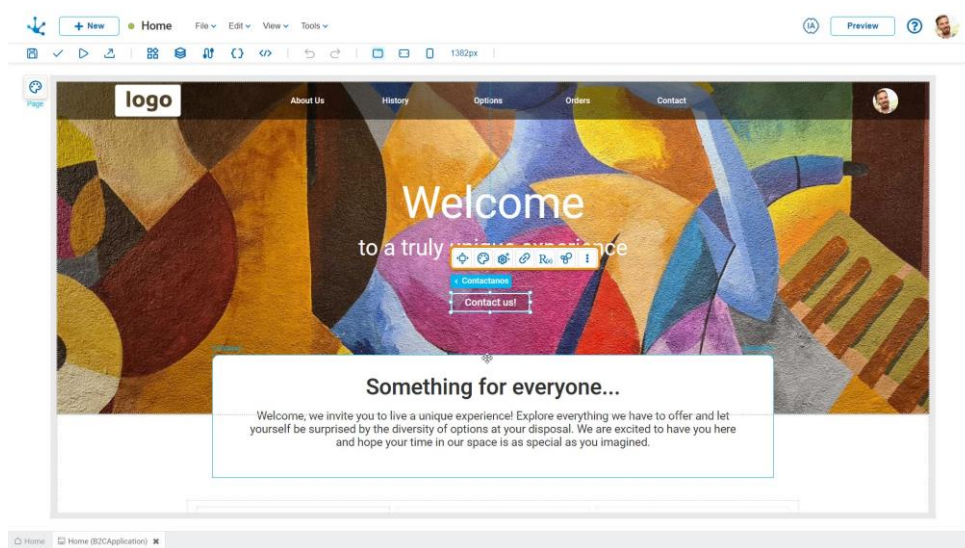 + New
Home
File
Edit
View
Tools
IA
Preview
?
1382px
Page
logo
About Us
History
Options
Orders
Contact
Welcome
to a truly unique experience
Contactanos
Contact us!
Something for everyone...
Welcome, we invite you to live a unique experience! Explore everything we have to offer and let
yourself be surprised by the diversity of options at your disposal. We are excited to have you here
and hope your time in our space is as special as you imagined.
Home
Home (B2CApplication)